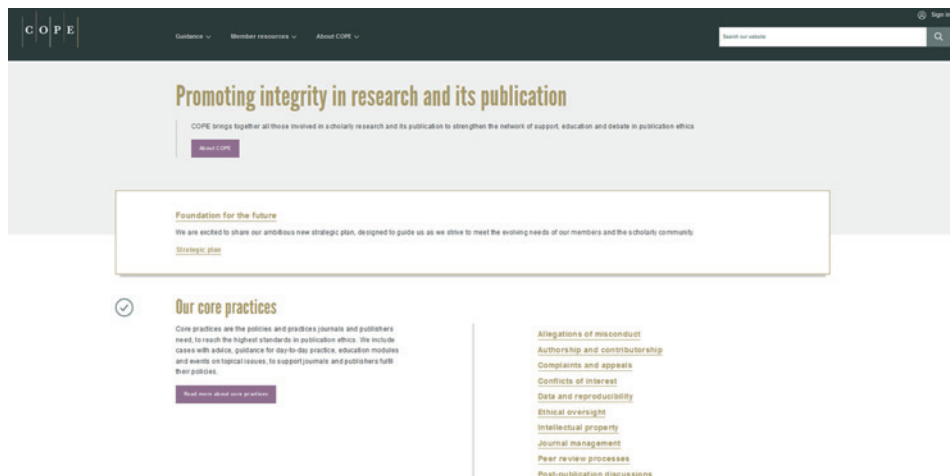 COPE
Sign in
Guidance
Member resources
About COPE
Search our website
Promoting integrity in research and its publication
COPE brings together all those involved in scholarly research and its publication to strengthen the network of support, education and debate in publication ethics
About COPE
Foundation for the future
We are excited to share our ambitious new strategic plan, designed to guide us as we strive to meet the evolving needs of our members and the scholarly community.
Strategic plan
Our core practices
Core practices are the policies and practices journals and publishers
need, to reach the highest standards in publication ethics. We include
cases with advice, guidance for day-to-day practice, education modules
and events on topical issues, to support journals and publishers fulfil
their policies.
Read more about core practices
Allegations of misconduct
Authorship and contributorship
Complaints and appeals
Conflicts of interest
Data and reproducibility
Ethical oversight
Intellectual property
Journal management
Peer review processes
Post-publication discussions